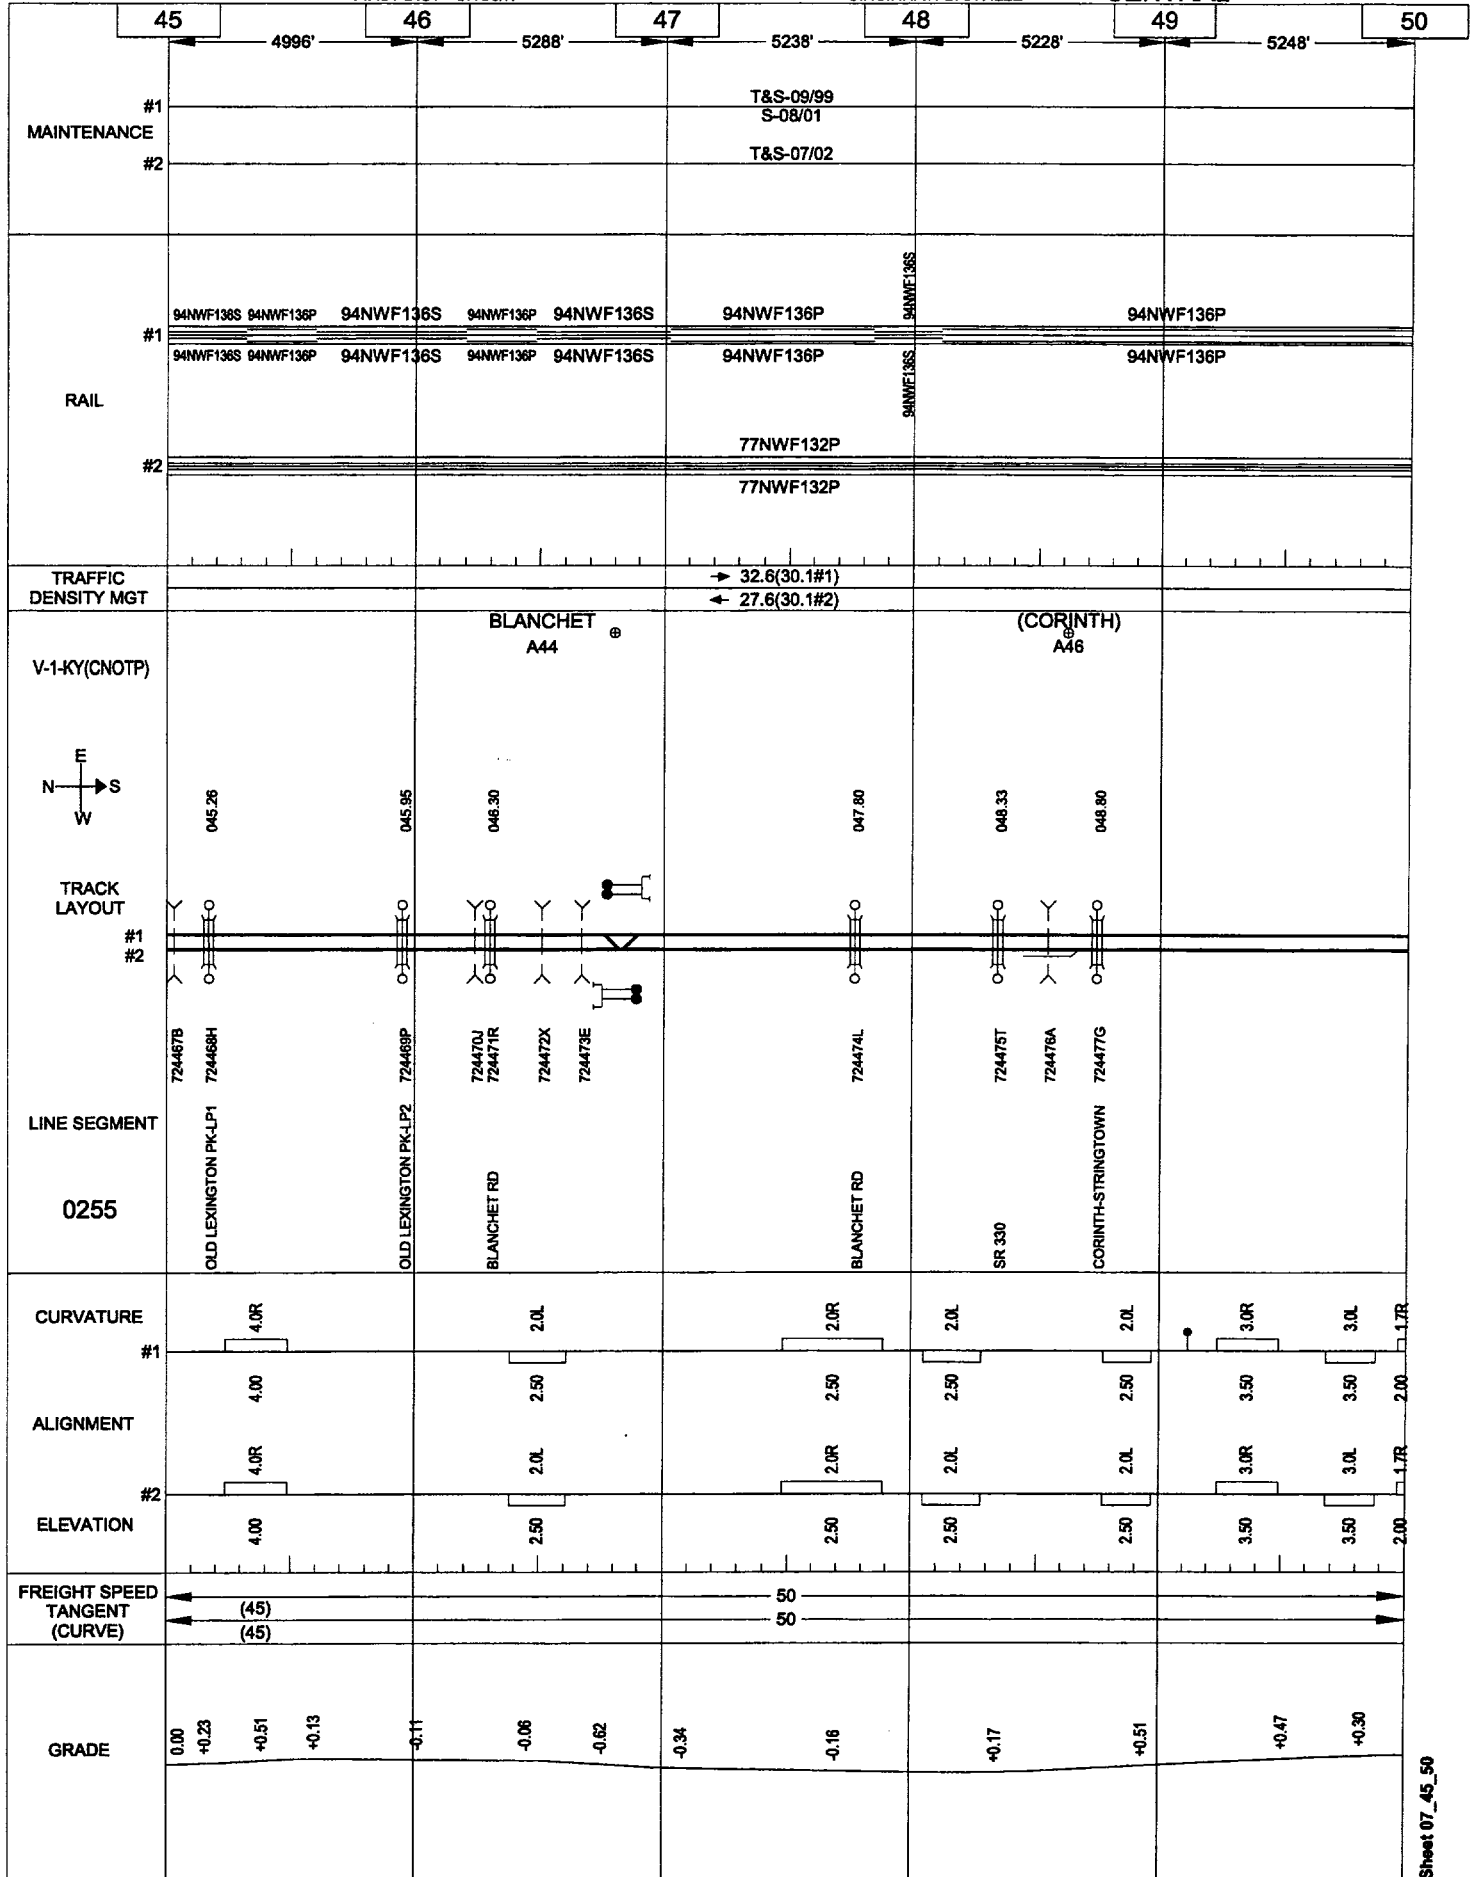 45 46 47 48 49 50
4996' 5288' 5238' 5228' 5248'
#1 T&S-09/99
S-08/01
MAINTENANCE
#2 T&S-07/02
94NWF136S 94NWF136P 94NWF136S 94NWF136P 94NWF136S 94NWF136P 94NWF136S 94NWF136P
#1
94NWF136S 94NWF136P 94NWF136S 94NWF136P 94NWF136S 94NWF136P 94NWF136S 94NWF136P
RAIL
77NWF132P
#2
77NWF132P
TRAFFIC 32.6(30.1#1)
DENSITY MGT 27.6(30.1#2)
BLANCHET (CORINTH)
A44 A46
V-1-KY(CNOTP)
E
N S
W
045.26 045.95 046.30 047.80 048.33 048.80
TRACK
LAYOUT
#1
#2
724467B 724468H 724469P 724470J 724471R 724472X 724473E 724474L 724475T 724476A 724477G
LINE SEGMENT
0255
OLD LEXINGTON PK-LP1 OLD LEXINGTON PK-LP2 BLANCHET RD BLANCHET RD SR 330 CORINTH-STRINGTOWN
CURVATURE 4.0R 2.0L 2.0R 2.0L 2.0L 3.0R 3.0L 1.7R
#1
4.00 2.50 2.50 2.50 2.50 3.50 3.50 2.00
ALIGNMENT
4.0R 2.0L 2.0R 2.0L 2.0L 3.0R 3.0L 1.7R
#2
ELEVATION 4.00 2.50 2.50 2.50 2.50 3.50 3.50 2.00
FREIGHT SPEED 50
TANGENT (45) 50
(CURVE) (45)
GRADE 0.00 +0.23 +0.51 +0.13 -0.11 -0.06 -0.62 -0.34 -0.16 +0.17 +0.51 +0.47 +0.30
Sheet 07_45_50